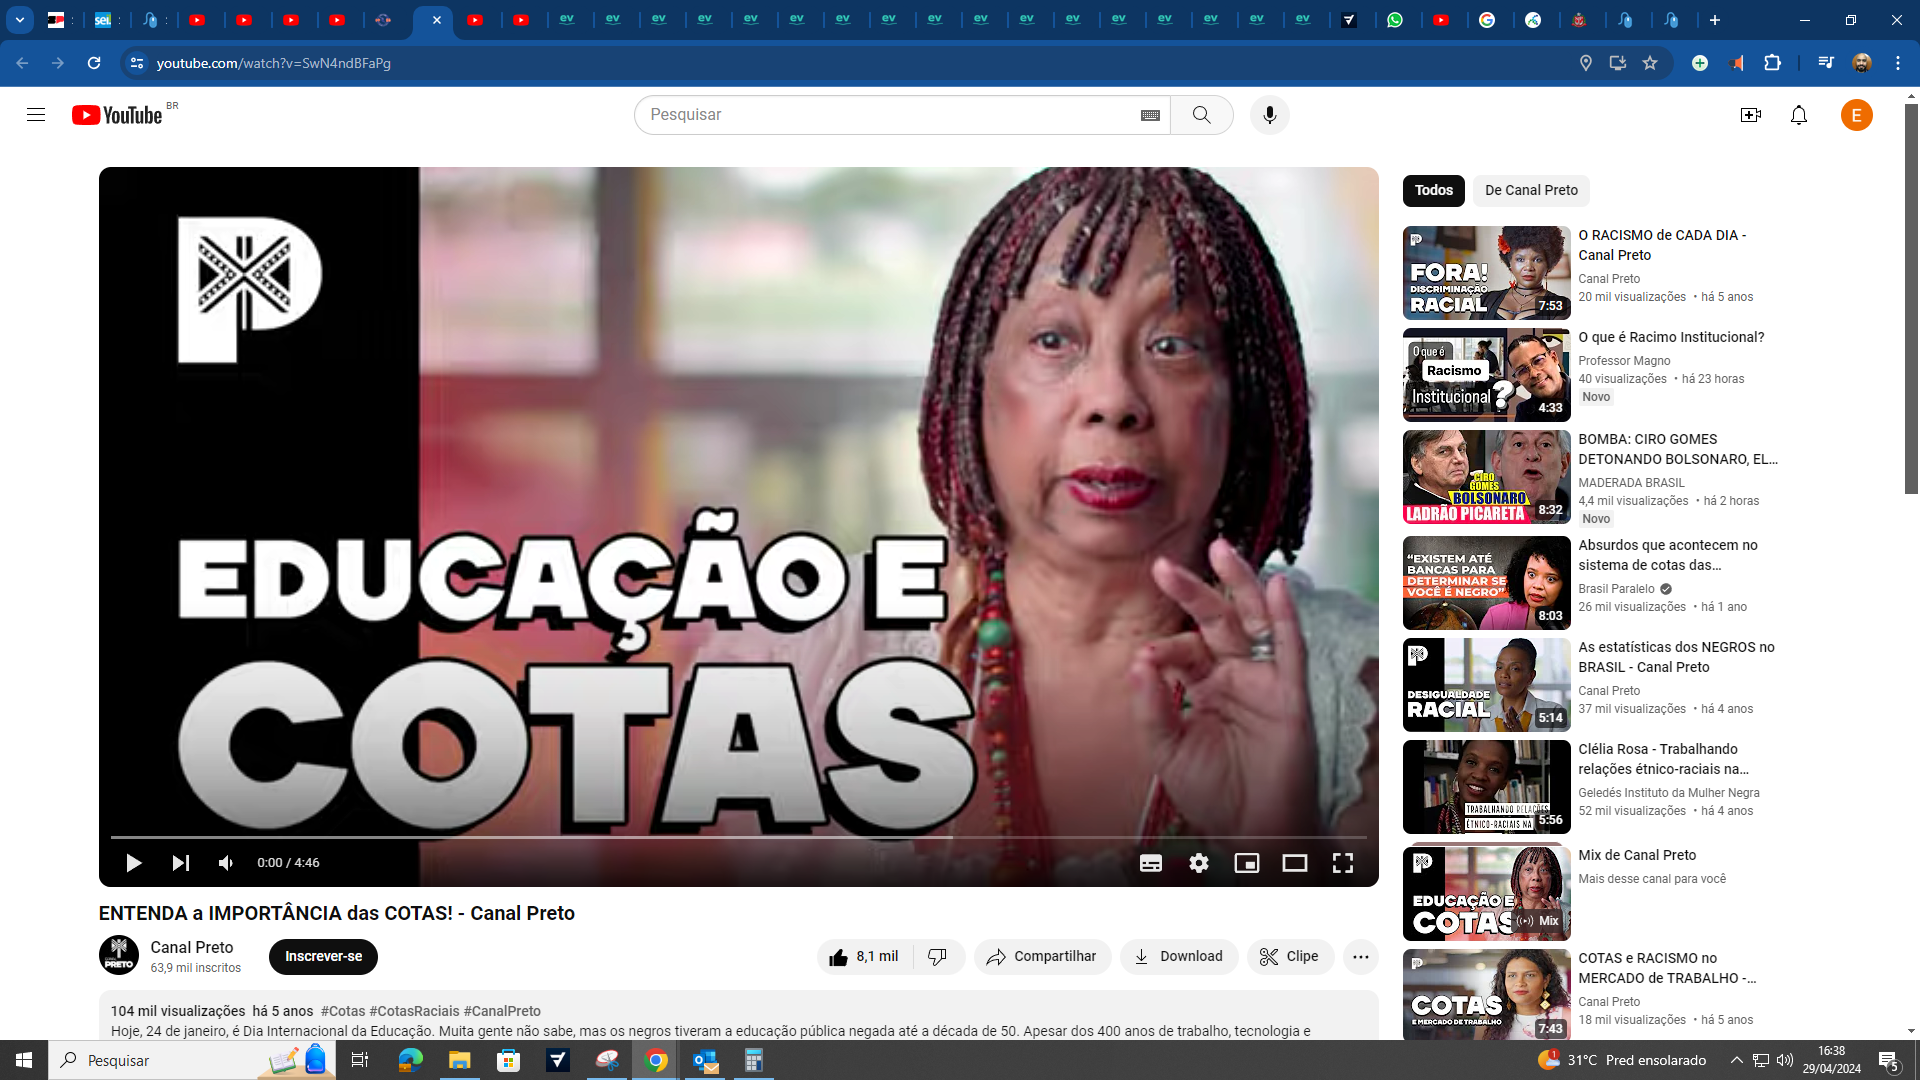 youtube.com/watch?v=SwN4ndBFaPg
YouTube BR
Pesquisar
E
P
EDUCAÇÃO E
COTAS
0:00 / 4:46
ENTENDA a IMPORTÂNCIA das COTAS! - Canal Preto
Canal Preto
63,9 mil inscritos
Inscrever-se
8,1 mil
Compartilhar
Download
Clipe
104 mil visualizações há 5 anos #Cotas #CotasRaciais #CanalPreto
Hoje, 24 de janeiro, é Dia Internacional da Educação. Muita gente não sabe, mas os negros tiveram a educação pública negada até a década de 50. Apesar dos 400 anos de trabalho, tecnologia e
Todos
De Canal Preto
FORA!
DISCRIMINAÇÃO
RACIAL
7:53
O RACISMO de CADA DIA -
Canal Preto
Canal Preto
20 mil visualizações • há 5 anos
O que é
Racismo
Institucional?
4:33
O que é Racimo Institucional?
Professor Magno
40 visualizações • há 23 horas
Novo
CIRO
GOMES
BOLSONARO
LADRÃO PICARETA
8:32
BOMBA: CIRO GOMES
DETONANDO BOLSONARO, EL...
MADERADA BRASIL
4,4 mil visualizações • há 2 horas
Novo
“EXISTEM ATÉ
BANCAS PARA
DETERMINAR SE
VOCÊ É NEGRO”
8:03
Absurdos que acontecem no
sistema de cotas das...
Brasil Paralelo
26 mil visualizações • há 1 ano
DESIGUALDADE
RACIAL
5:14
As estatísticas dos NEGROS no
BRASIL - Canal Preto
Canal Preto
37 mil visualizações • há 4 anos
TRABALHANDO RELAÇÕES
ÉTNICO-RACIAIS NA
5:56
Clélia Rosa - Trabalhando
relações étnico-raciais na...
Geledés Instituto da Mulher Negra
52 mil visualizações • há 4 anos
EDUCAÇÃO E
COTAS
Mix
Mix de Canal Preto
Mais desse canal para você
COTAS
E MERCADO DE TRABALHO
7:43
COTAS e RACISMO no
MERCADO de TRABALHO -...
Canal Preto
18 mil visualizações • há 5 anos
Pesquisar
31°C Pred ensolarado
16:38
29/04/2024
5